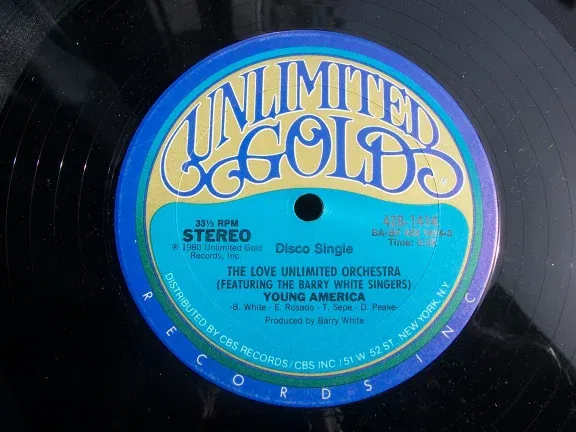 UNLIMITED
GOLD
33⅓ RPM
STEREO
℗ 1980 Unlimited Gold
Records, Inc.
Disco Single
Time:
THE LOVE UNLIMITED ORCHESTRA
(FEATURING THE BARRY WHITE SINGERS)
YOUNG AMERICA
-B. White - E. Rosado - T. Sepe - D. Peake-
Produced by Barry White
DISTRIBUTED BY CBS RECORDS/CBS INC/51 W 52 ST. NEW YORK, N.Y.
RECORDS INC